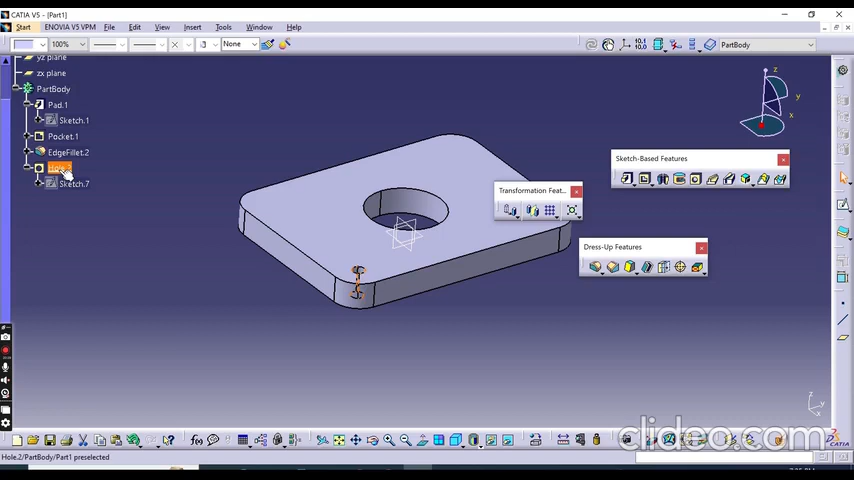 CATIA V5 - [Part1]
Start ENOVIA V5 VPM File Edit View Insert Tools Window Help
100% None PartBody
yz plane
zx plane
PartBody
Pad.1
Sketch.1
Pocket.1
EdgeFillet.2
Hole.2
Sketch.7
z
y
x
Sketch-Based Features
Transformation Feat...
Dress-Up Features
z
y
x
clideo.com
CATIA
Hole.2/PartBody/Part1 preselected